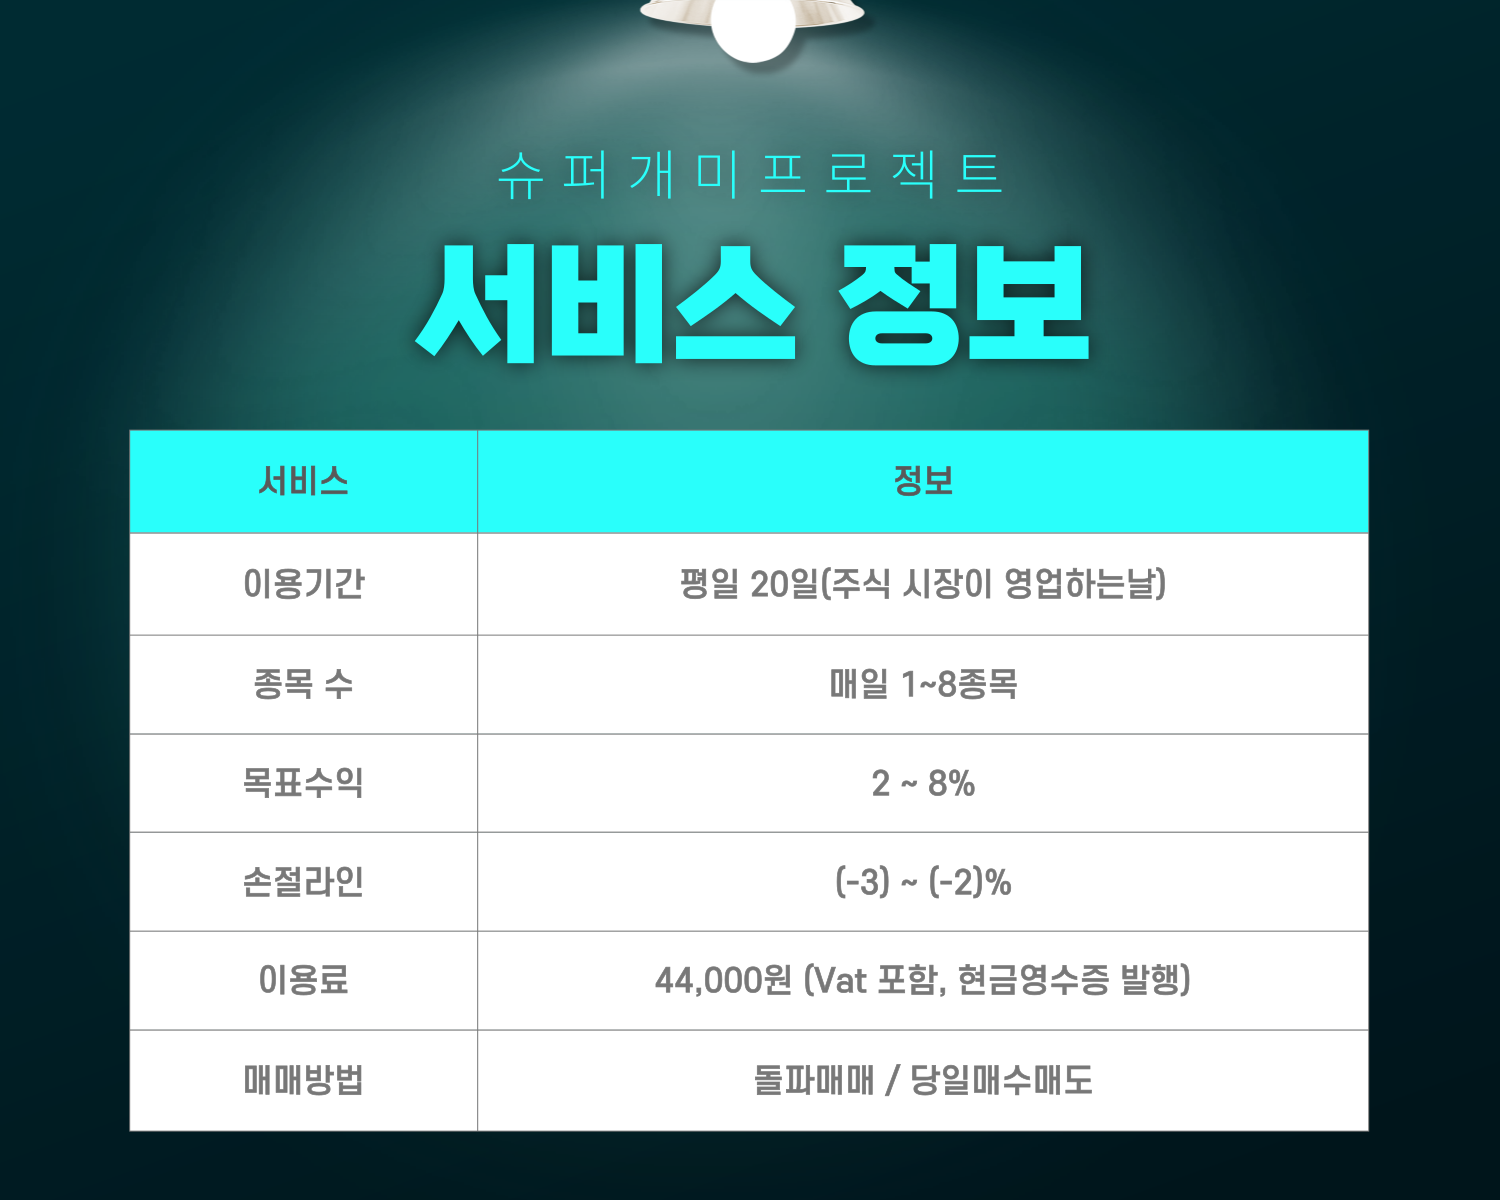 슈퍼개미프로젝트
서비스 정보
서비스 정보
이용기간 평일 20일(주식 시장이 영업하는날)
종목 수 매일 1~8종목
목표수익 2 ~ 8%
손절라인 (-3) ~ (-2)%
이용료 44,000원 (Vat 포함, 현금영수증 발행)
매매방법 돌파매매 / 당일매수매도